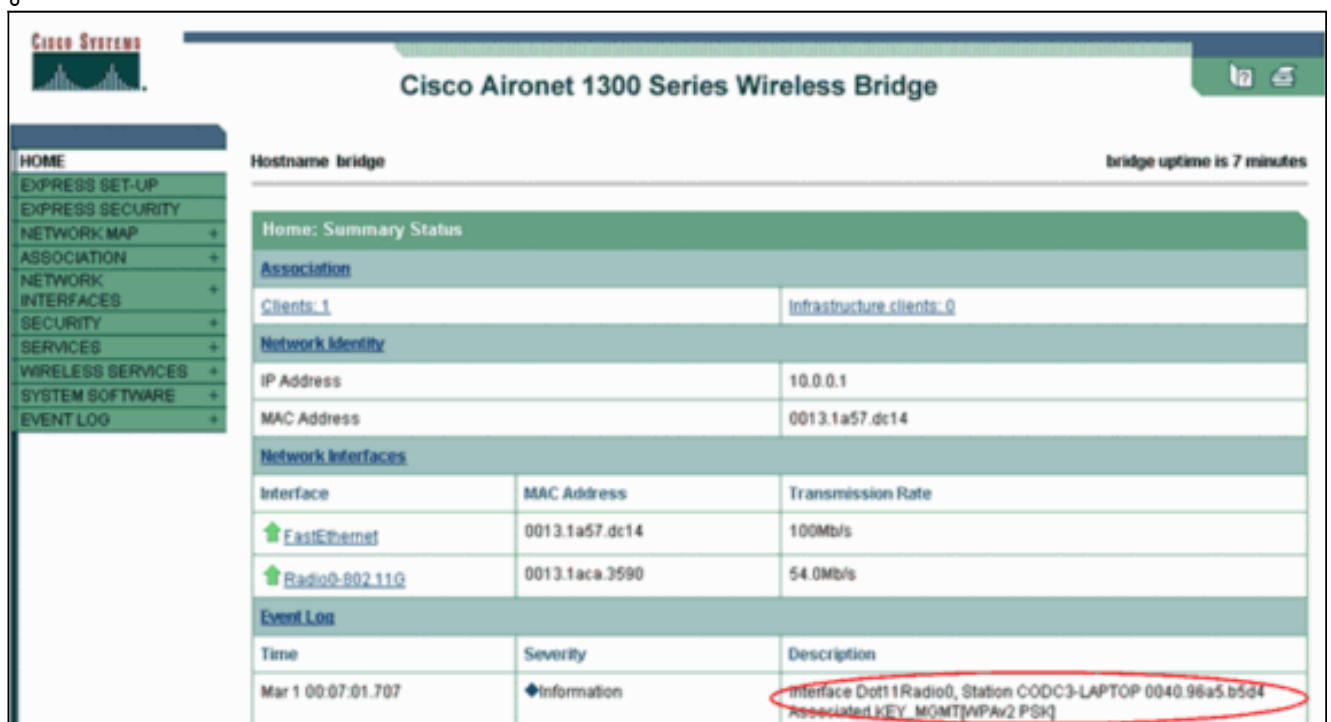 CISCO SYSTEMS
Cisco Aironet 1300 Series Wireless Bridge
HOME
EXPRESS SET-UP
EXPRESS SECURITY
NETWORK MAP +
ASSOCIATION +
NETWORK
INTERFACES +
SECURITY +
SERVICES +
WIRELESS SERVICES +
SYSTEM SOFTWARE +
EVENT LOG +
Hostname bridge bridge uptime is 7 minutes
Home: Summary Status
Association
Clients: 1 Infrastructure clients: 0
Network Identity
IP Address 10.0.0.1
MAC Address 0013.1a57.dc14
Network Interfaces
Interface MAC Address Transmission Rate
FastEthernet 0013.1a57.dc14 100Mb/s
Radio0-802.11G 0013.1aca.3590 54.0Mb/s
Event Log
Time Severity Description
Mar 1 00:07:01.707 Information Interface Dot11Radio0, Station CODC3-LAPTOP 0040.96a5.b5d4
Associated KEY_MGMT[WPAv2 PSK]